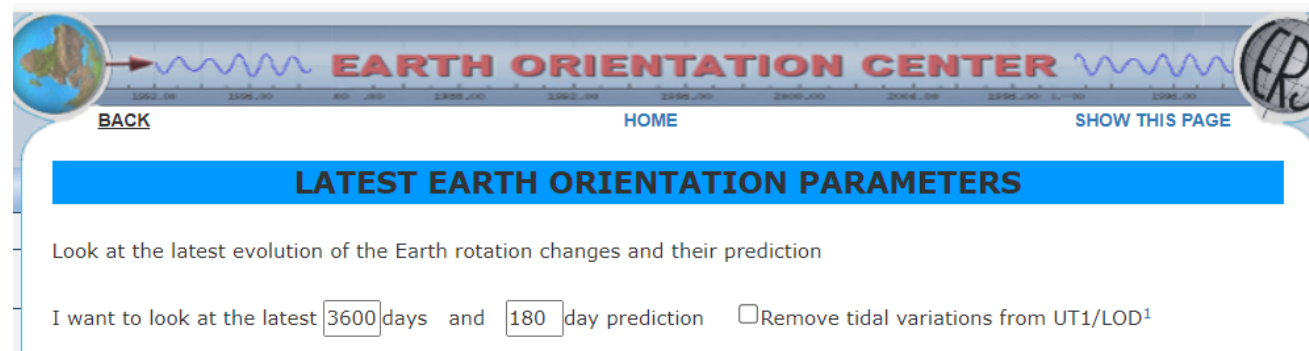 EARTH ORIENTATION CENTER
BACK HOME SHOW THIS PAGE
LATEST EARTH ORIENTATION PARAMETERS
Look at the latest evolution of the Earth rotation changes and their prediction
I want to look at the latest 3600 days and 180 day prediction Remove tidal variations from UT1/LOD¹